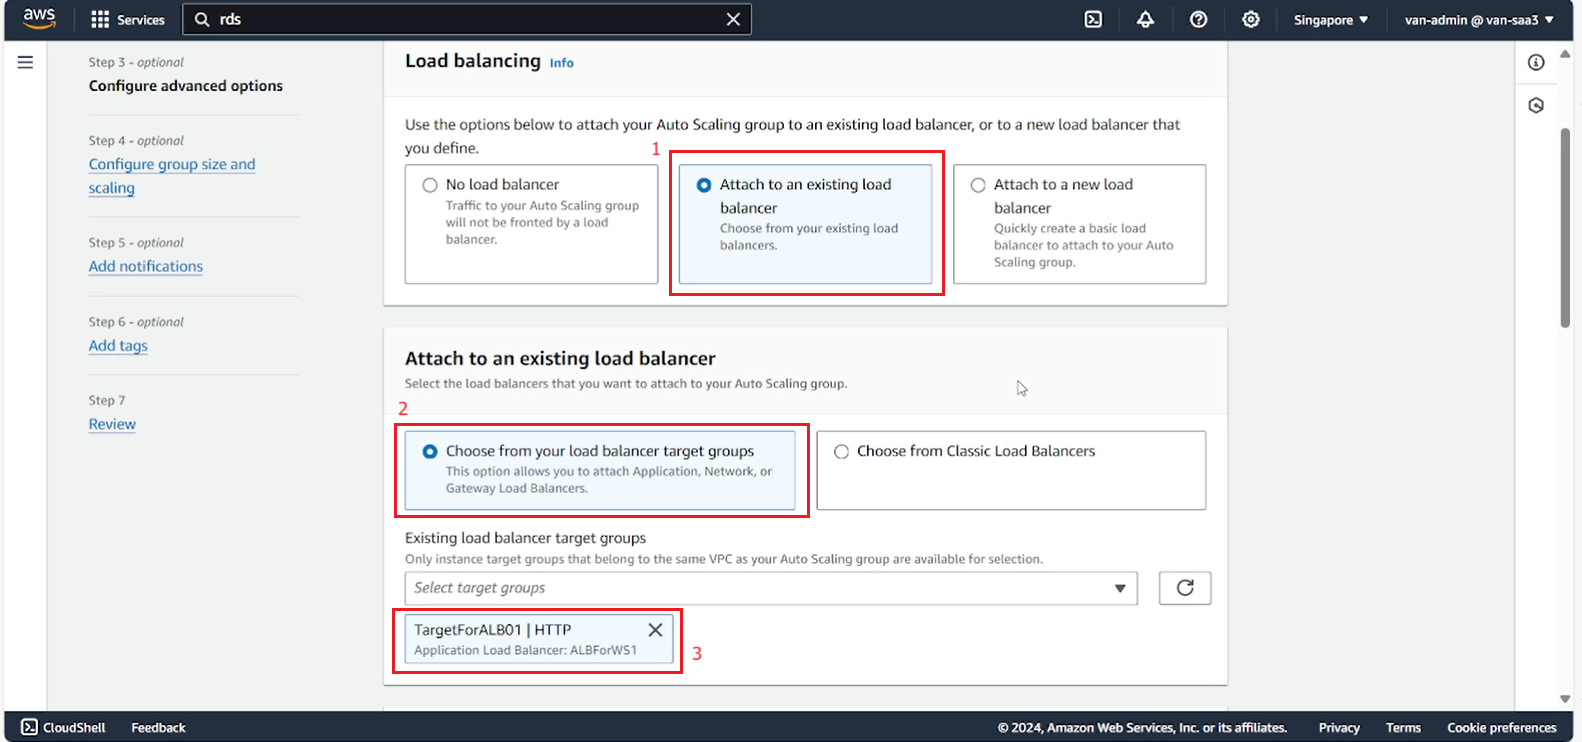 aws
Services
rds
Singapore ▼
van-admin @ van-saa3 ▼
Step 3 - optional
Configure advanced options
Step 4 - optional
Configure group size and
scaling
Step 5 - optional
Add notifications
Step 6 - optional
Add tags
Step 7
Review
Load balancing Info
Use the options below to attach your Auto Scaling group to an existing load balancer, or to a new load balancer that
you define.
1
No load balancer
Traffic to your Auto Scaling group
will not be fronted by a load
balancer.
Attach to an existing load
balancer
Choose from your existing load
balancers.
Attach to a new load
balancer
Quickly create a basic load
balancer to attach to your Auto
Scaling group.
Attach to an existing load balancer
Select the load balancers that you want to attach to your Auto Scaling group.
2
Choose from your load balancer target groups
This option allows you to attach Application, Network, or
Gateway Load Balancers.
Choose from Classic Load Balancers
Existing load balancer target groups
Only instance target groups that belong to the same VPC as your Auto Scaling group are available for selection.
Select target groups
TargetForALB01 | HTTP
Application Load Balancer: ALBForWS1
3
CloudShell
Feedback
© 2024, Amazon Web Services, Inc. or its affiliates.
Privacy
Terms
Cookie preferences